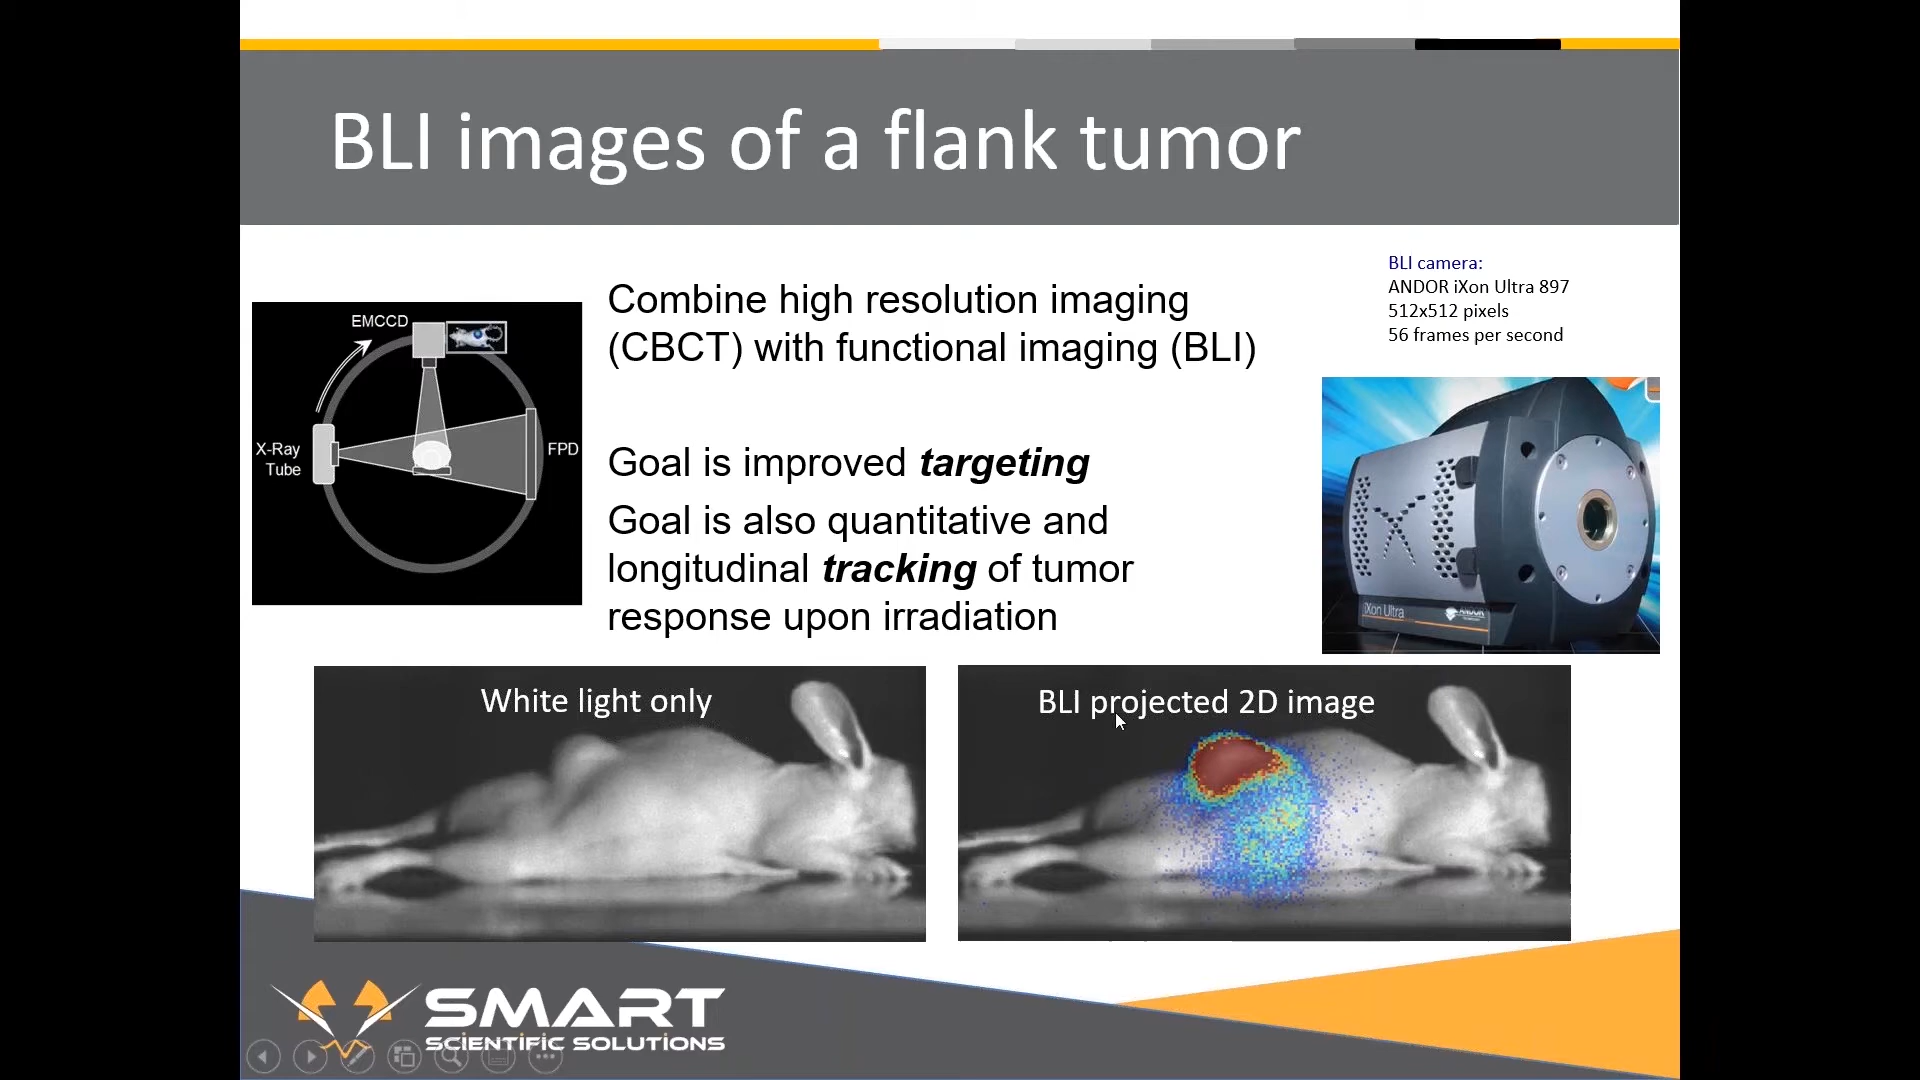 BLI images of a flank tumor
BLI camera:
ANDOR iXon Ultra 897
512x512 pixels
56 frames per second
Combine high resolution imaging
(CBCT) with functional imaging (BLI)
Goal is improved targeting
Goal is also quantitative and
longitudinal tracking of tumor
response upon irradiation
EMCCD
X-Ray
Tube
FPD
iXon Ultra
ANDOR
White light only
BLI projected 2D image
SMART
SCIENTIFIC SOLUTIONS